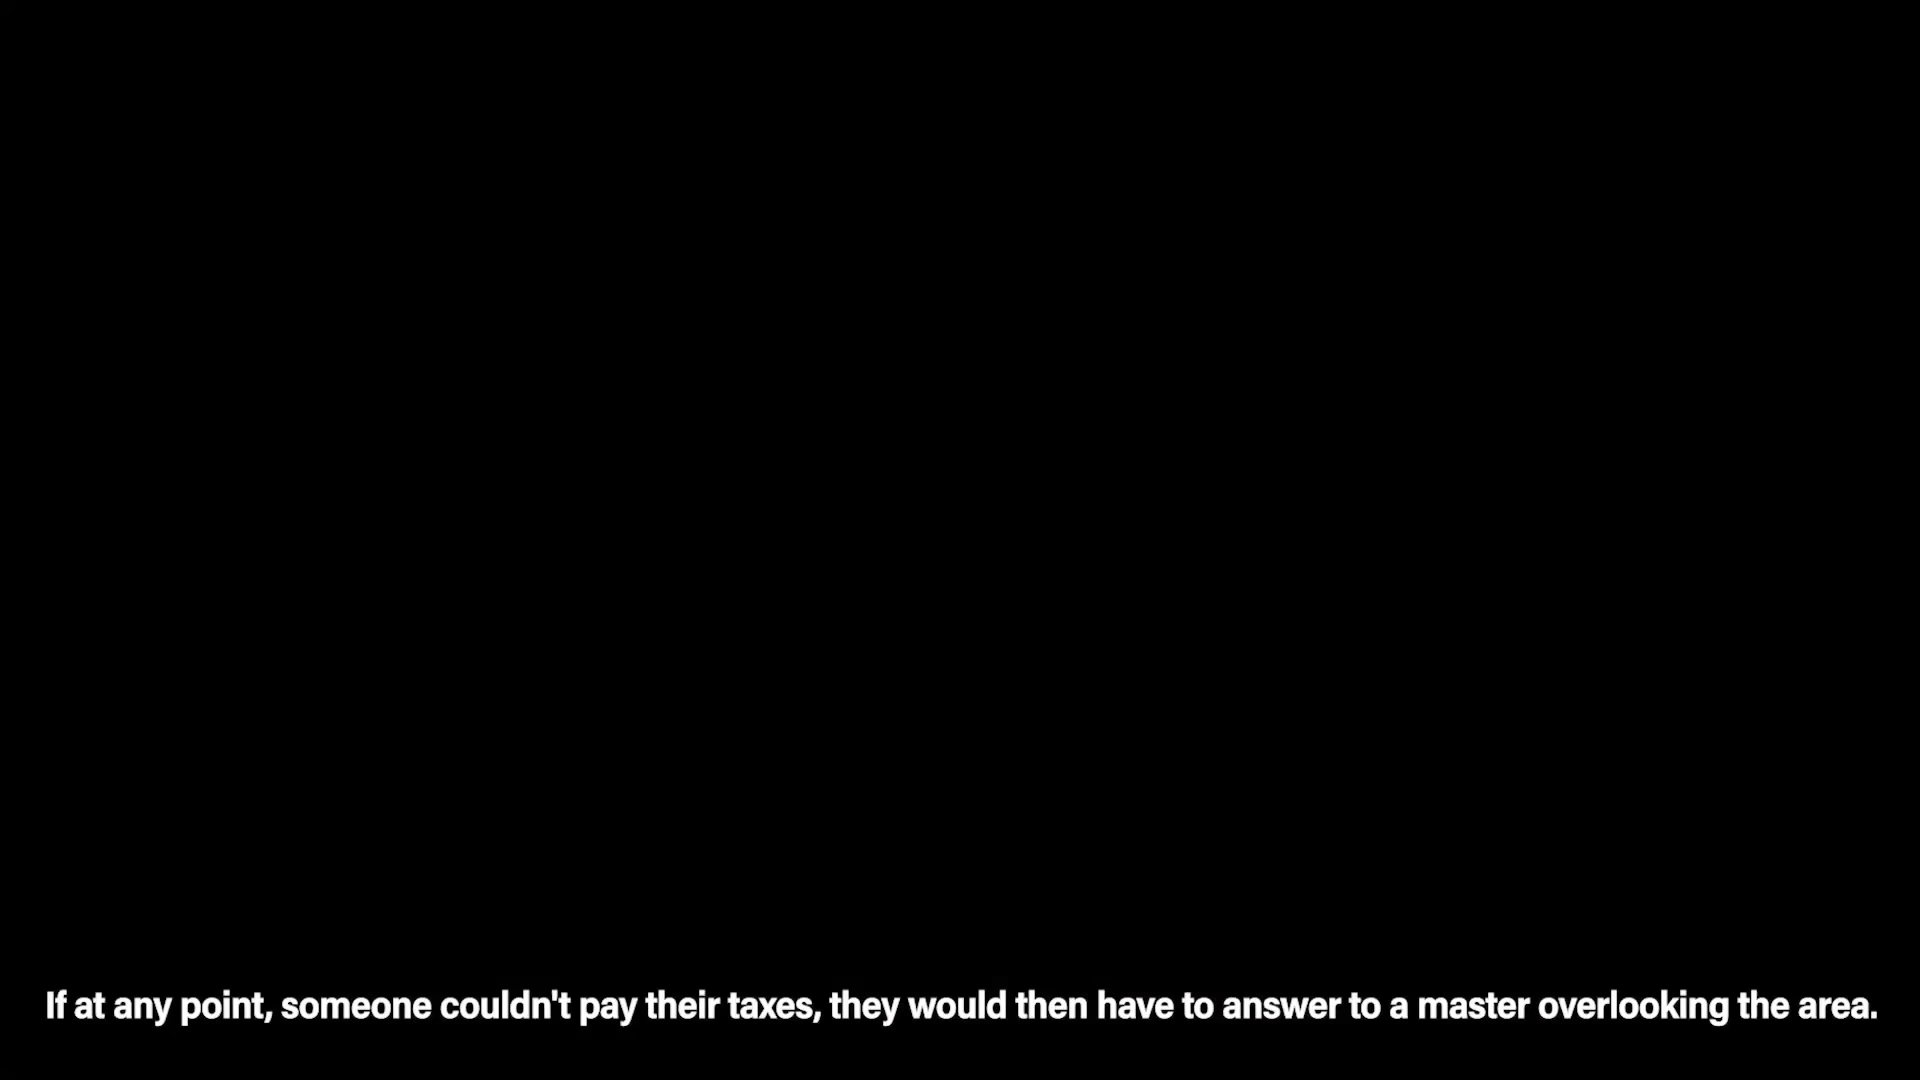 If at any point, someone couldn't pay their taxes, they would then have to answer to a master overlooking the area.